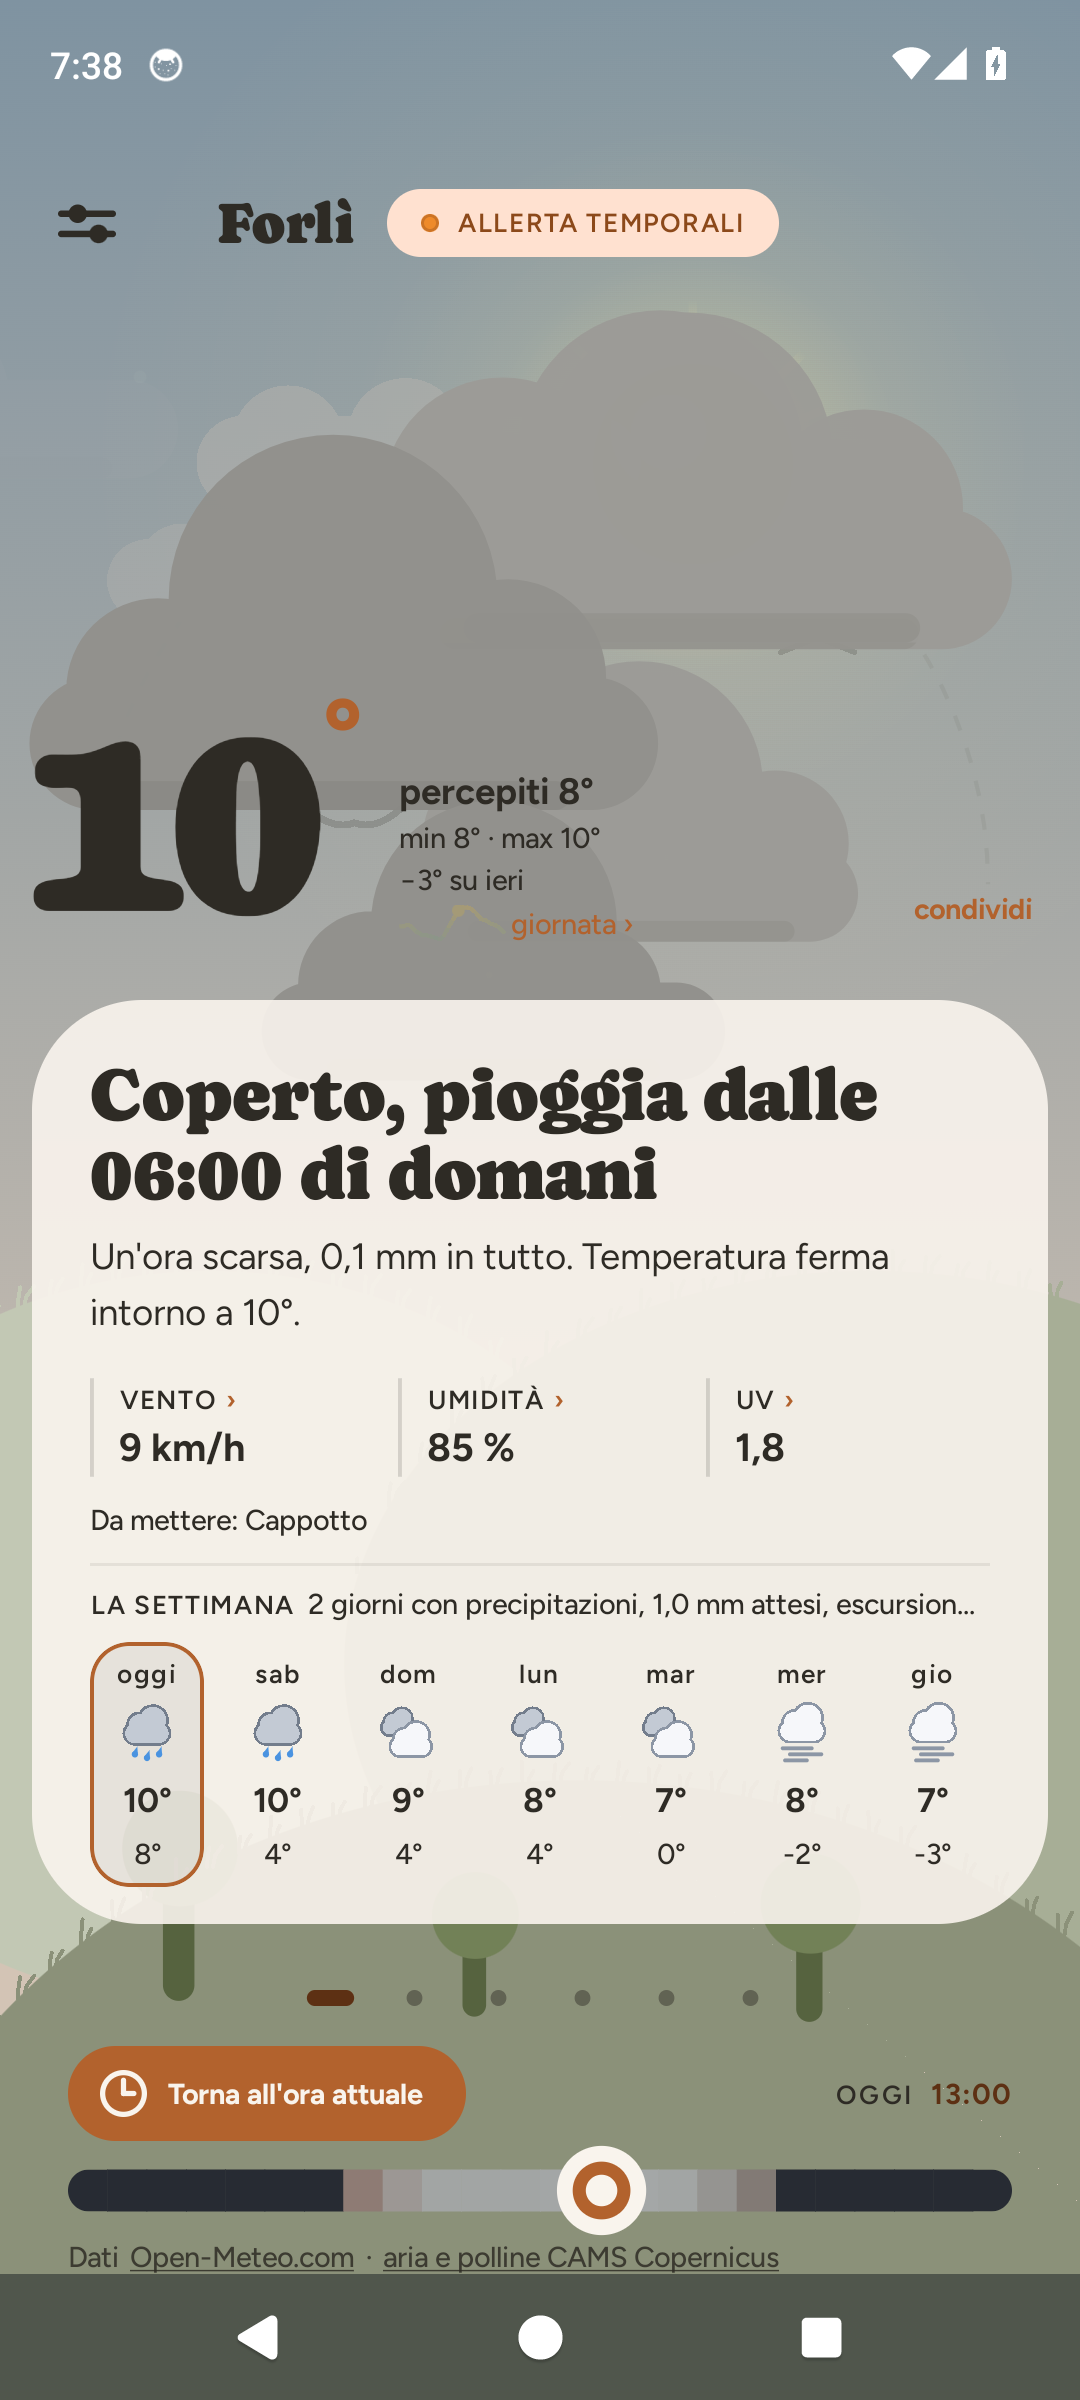 7:38
Forlì
ALLERTA TEMPORALI
10°
percepiti 8°
min 8° · max 10°
−3° su ieri
giornata ›
condividi
Coperto, pioggia dalle
06:00 di domani
Un'ora scarsa, 0,1 mm in tutto. Temperatura ferma
intorno a 10°.
VENTO › UMIDITÀ › UV ›
9 km/h 85 % 1,8
Da mettere: Cappotto
LA SETTIMANA 2 giorni con precipitazioni, 1,0 mm attesi, escursion...
oggi sab dom lun mar mer gio
10° 10° 9° 8° 7° 8° 7°
8° 4° 4° 4° 0° -2° -3°
Torna all'ora attuale
OGGI 13:00
Dati Open-Meteo.com · aria e polline CAMS Copernicus